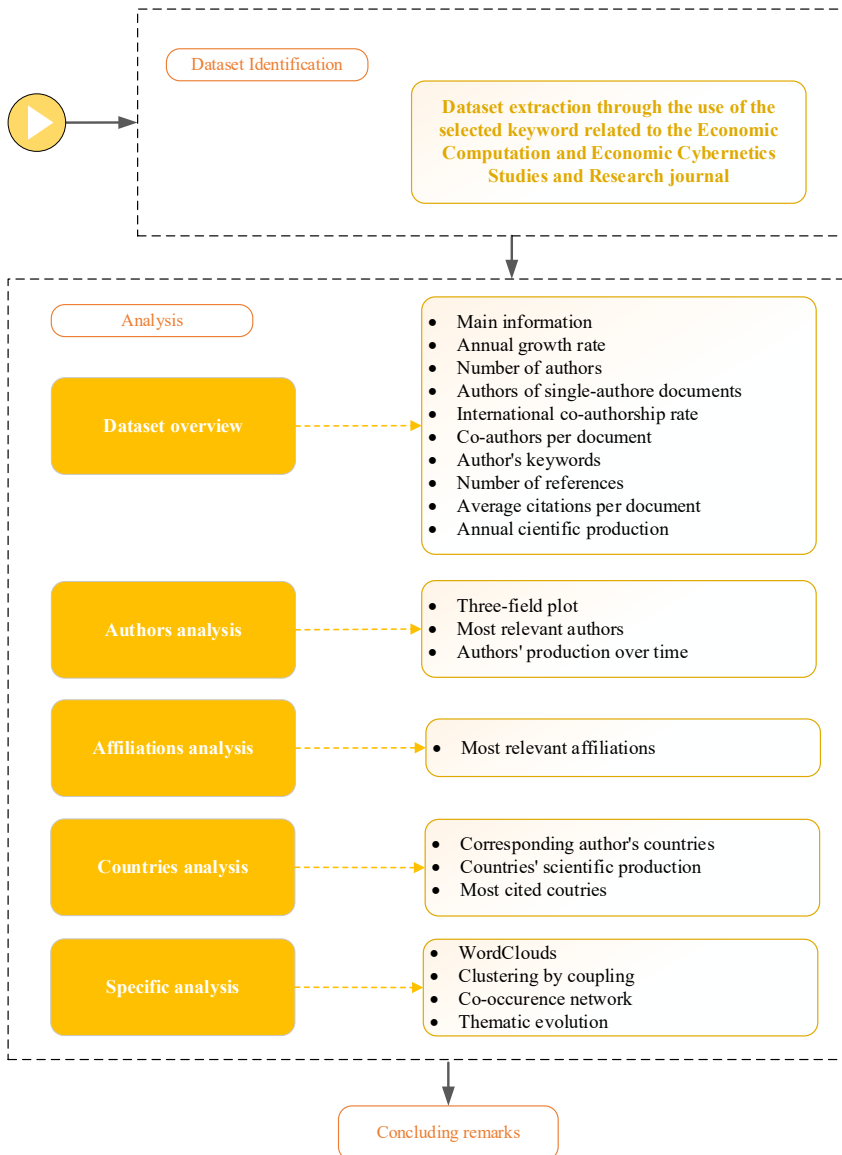 Dataset Identification
Dataset extraction through the use of the
selected keyword related to the Economic
Computation and Economic Cybernetics
Studies and Research journal
Analysis
Dataset overview
• Main information
• Annual growth rate
• Number of authors
• Authors of single-authore documents
• International co-authorship rate
• Co-authors per document
• Author's keywords
• Number of references
• Average citations per document
• Annual cientific production
Authors analysis
• Three-field plot
• Most relevant authors
• Authors' production over time
Affiliations analysis
• Most relevant affiliations
Countries analysis
• Corresponding author's countries
• Countries' scientific production
• Most cited coutries
Specific analysis
• WordClouds
• Clustering by coupling
• Co-occurence network
• Thematic evolution
Concluding remarks